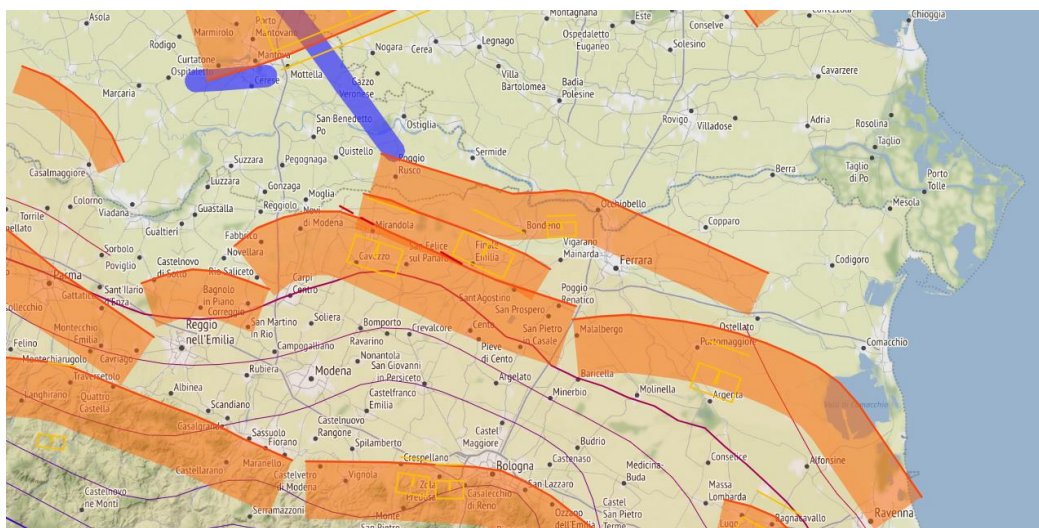 Asola
Marmirolo
Porto
Mantovano
Rodigo
Curtatone
Ospitaletto
Mantova
Mottella
Cerese
Marcaria
Nogara
Cerea
Legnago
Gazzo
Veronese
Villa
Bartolomea
Montagnana
Ospedaletto
Euganeo
Este
Conselve
Solesino
Correzzola
Chioggia
Badia
Polesine
Cavarzere
Rovigo
Villadose
Adria
Rosolina
Taglio
Taglio
di Po
Porto
Tolle
San Benedetto
Po
Ostiglia
Casalmaggiore
Suzzara
Pegognaga
Quistello
Poggio
Rusco
Sermide
Luzzara
Gonzaga
Moglia
Reggiolo
Novi
di Modena
Berra
Mesola
Colorno
Torrile
Viadana
Guastalla
Gualtieri
Sorbolo
Poviglio
Fabbrico
Novellara
Mirandola
Bondeno
Occhiobello
Copparo
Codigoro
Vigarano
Mainarda
Ferrara
Castelnovo
di Sotto
Rio Saliceto
Parma
Sant'Ilario
d'Enza
Gattatico
Bagnolo
in Piano
Correggio
Carpi
Centro
Cavezzo
San Felice
sul Panaro
Finale
Emilia
Collecchio
Montecchio
Emilia
Reggio
nell'Emilia
San Martino
in Rio
Soliera
Bomporto
Ravarino
Crevalcore
Sant'Agostino
Poggio
Renatico
San Prospero
Cento
San Pietro
in Casale
Malalbergo
Ostellato
Portomaggiore
Comacchio
Felino
Montechiarugolo
Cavriago
Campogalliano
Rubiera
Nonantola
San Giovanni
in Persiceto
Pieve
di Cento
Argelato
Baricella
Minerbio
Molinella
Argenta
Traversetolo
Langhirano
Quattro
Castella
Albinea
Modena
Castelfranco
Emilia
Scandiano
Casalgrande
Sassuolo
Fiorano
Castelnuovo
Rangone
Spilamberto
Castel
Maggiore
Budrio
Castenaso
Medicina-
Buda
Conselice
Alfonsine
Castellarano
Maranello
Castelvetro
di Modena
Vignola
Crespellano
Zola
Predosa
Bologna
Casalecchio
di Reno
San Lazzaro
Massa
Lombarda
Castelnovo
ne Monti
Serramazzoni
Monte
San Pietro
Ozzano
dell'Emilia
Castel
San Pietro
Terme
Lugo
Bagnacavallo
Ravenna